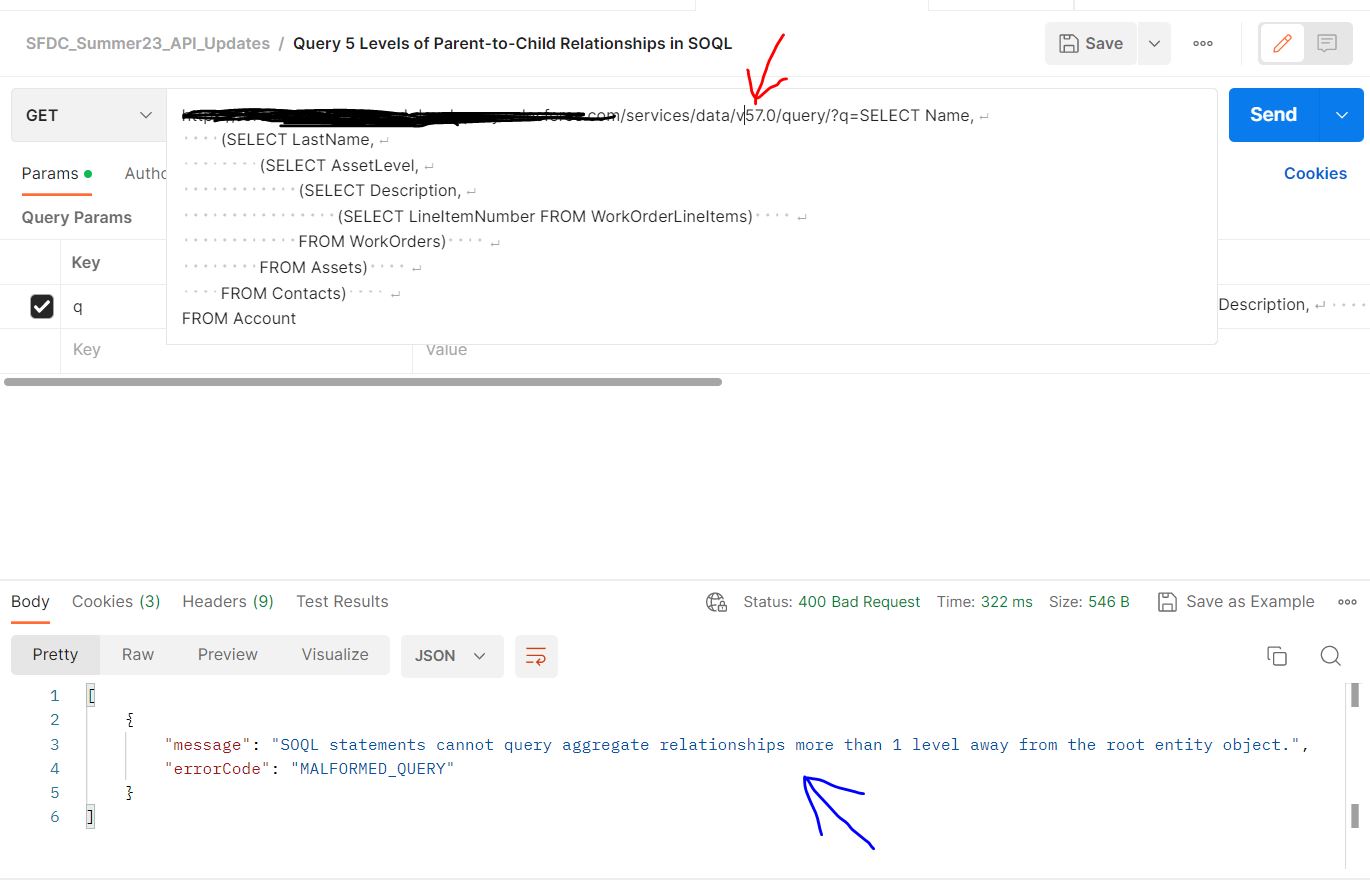 SFDC_Summer23_API_Updates / Query 5 Levels of Parent-to-Child Relationships in SOQL Save
GET .com/services/data/v57.0/query/?q=SELECT Name, Send
(SELECT LastName,
Params Autho (SELECT AssetLevel, Cookies
(SELECT Description,
Query Params (SELECT LineItemNumber FROM WorkOrderLineItems)
FROM WorkOrders)
Key FROM Assets)
FROM Contacts)
q Description,
FROM Account
Key Value
Body Cookies (3) Headers (9) Test Results Status: 400 Bad Request Time: 322 ms Size: 546 B Save as Example
Pretty Raw Preview Visualize JSON
1 [
2 {
3 "message": "SOQL statements cannot query aggregate relationships more than 1 level away from the root entity object.",
4 "errorCode": "MALFORMED_QUERY"
5 }
6 ]